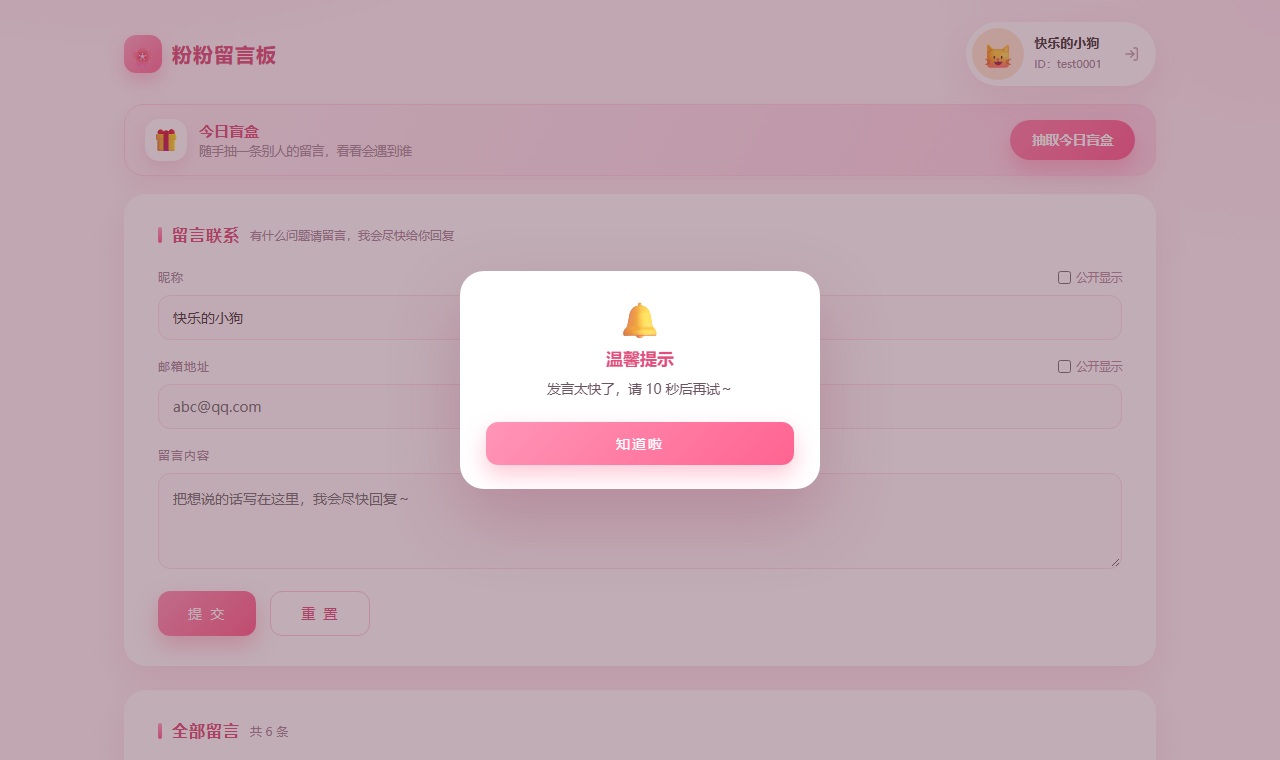 粉粉留言板
快乐的小狗
ID：test0001
今日盲盒
随手抽一条别人的留言，看看会遇到谁
抽取今日盲盒
留言联系 有什么问题请留言，我会尽快给你回复
昵称 公开显示
快乐的小狗
邮箱地址 公开显示
abc@qq.com
留言内容
把想说的话写在这里，我会尽快回复～
提 交 重 置
温馨提示
发言太快了，请 10 秒后再试～
知道啦
全部留言 共 6 条